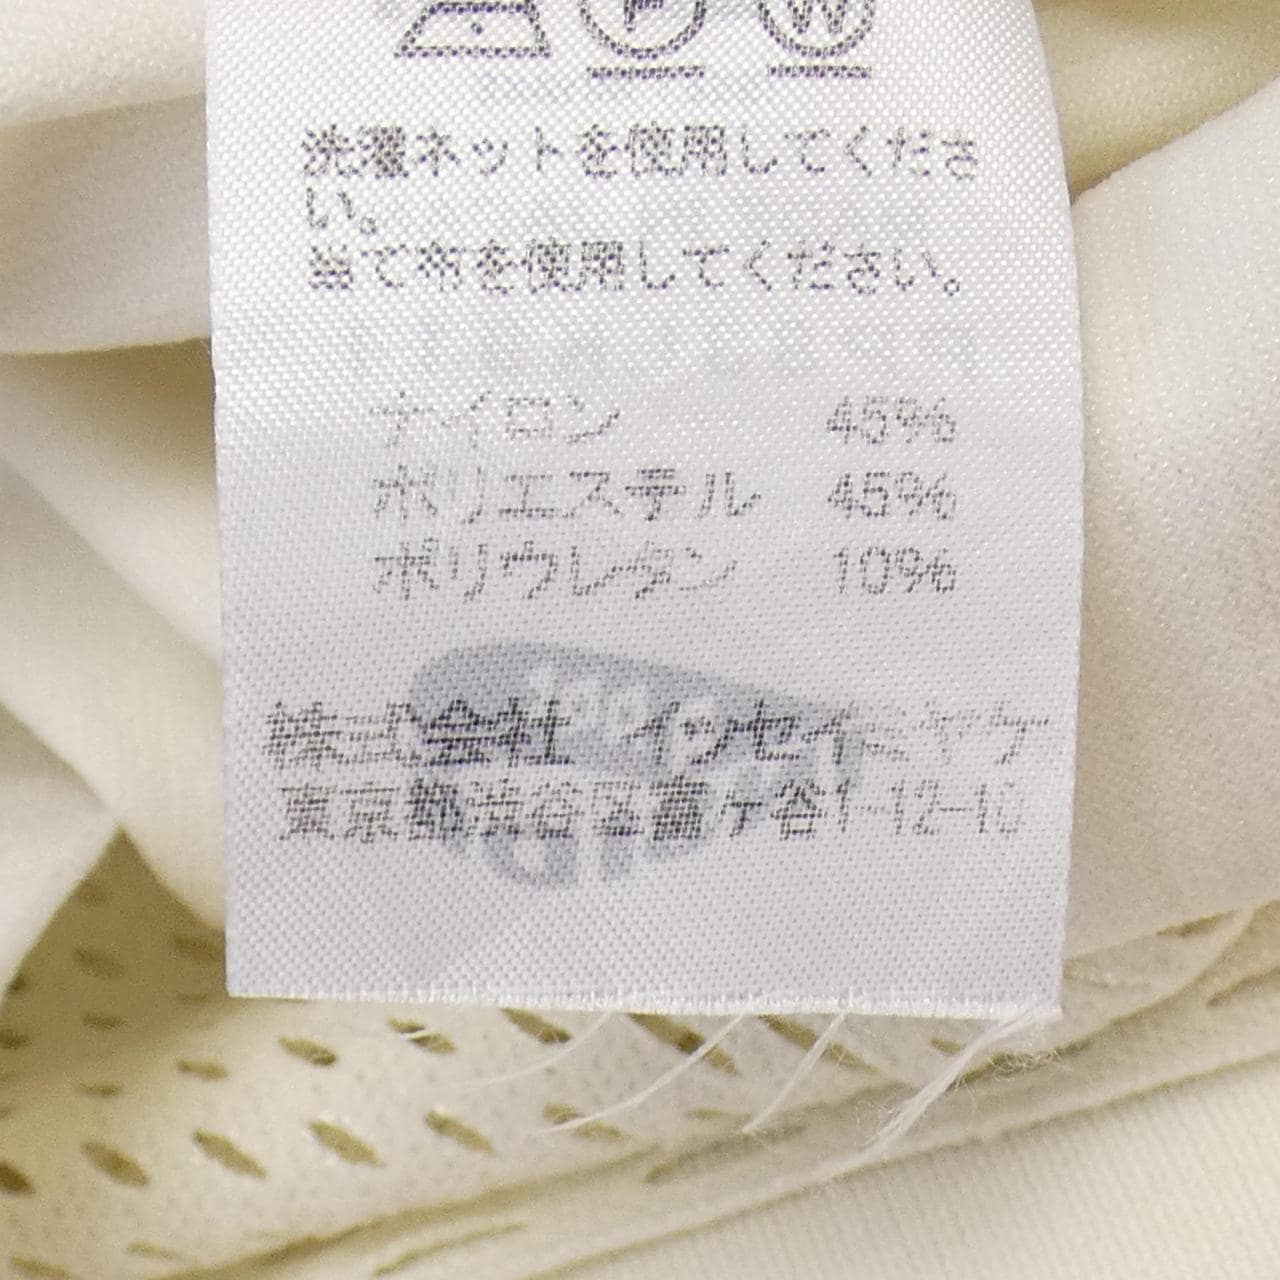 P W
洗濯ネットを使用してくださ
い。
当て布を使用してください。
ナイロン 45%
ポリエステル 45%
ポリウレタン 10%
株式会社 イッセイミヤケ
東京都渋谷区富ヶ谷1-12-10